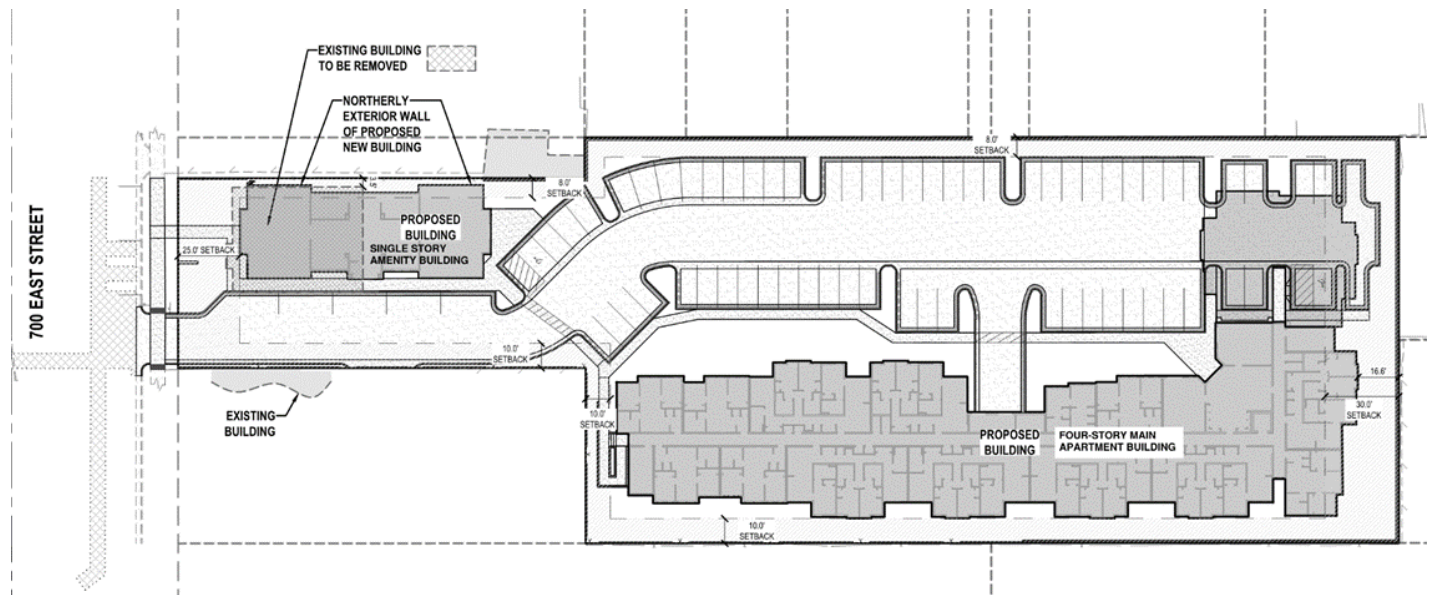 EXISTING BUILDING
TO BE REMOVED
NORTHERLY
EXTERIOR WALL
OF PROPOSED
NEW BUILDING
8.0'
SETBACK
3.5'
8.0'
SETBACK
700 EAST STREET
PROPOSED
BUILDING
SINGLE STORY
AMENITY BUILDING
25.0' SETBACK
10.0'
SETBACK
EXISTING
BUILDING
10.0'
SETBACK
16.6'
30.0'
SETBACK
PROPOSED
BUILDING
FOUR-STORY MAIN
APARTMENT BUILDING
10.0'
SETBACK